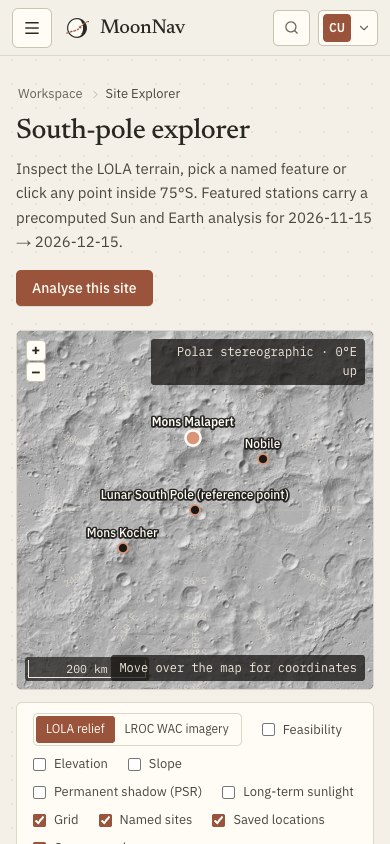 MoonNav
CU
Workspace › Site Explorer
South-pole explorer
Inspect the LOLA terrain, pick a named feature or
click any point inside 75°S. Featured stations carry a
precomputed Sun and Earth analysis for 2026-11-15
→ 2026-12-15.
Analyse this site
+
−
Polar stereographic · 0°E
up
Mons Malapert
Nobile
Lunar South Pole (reference point)
Mons Kocher
200 km
Move over the map for coordinates
LOLA relief
LROC WAC imagery
Feasibility
Elevation
Slope
Permanent shadow (PSR)
Long-term sunlight
Grid
Named sites
Saved locations